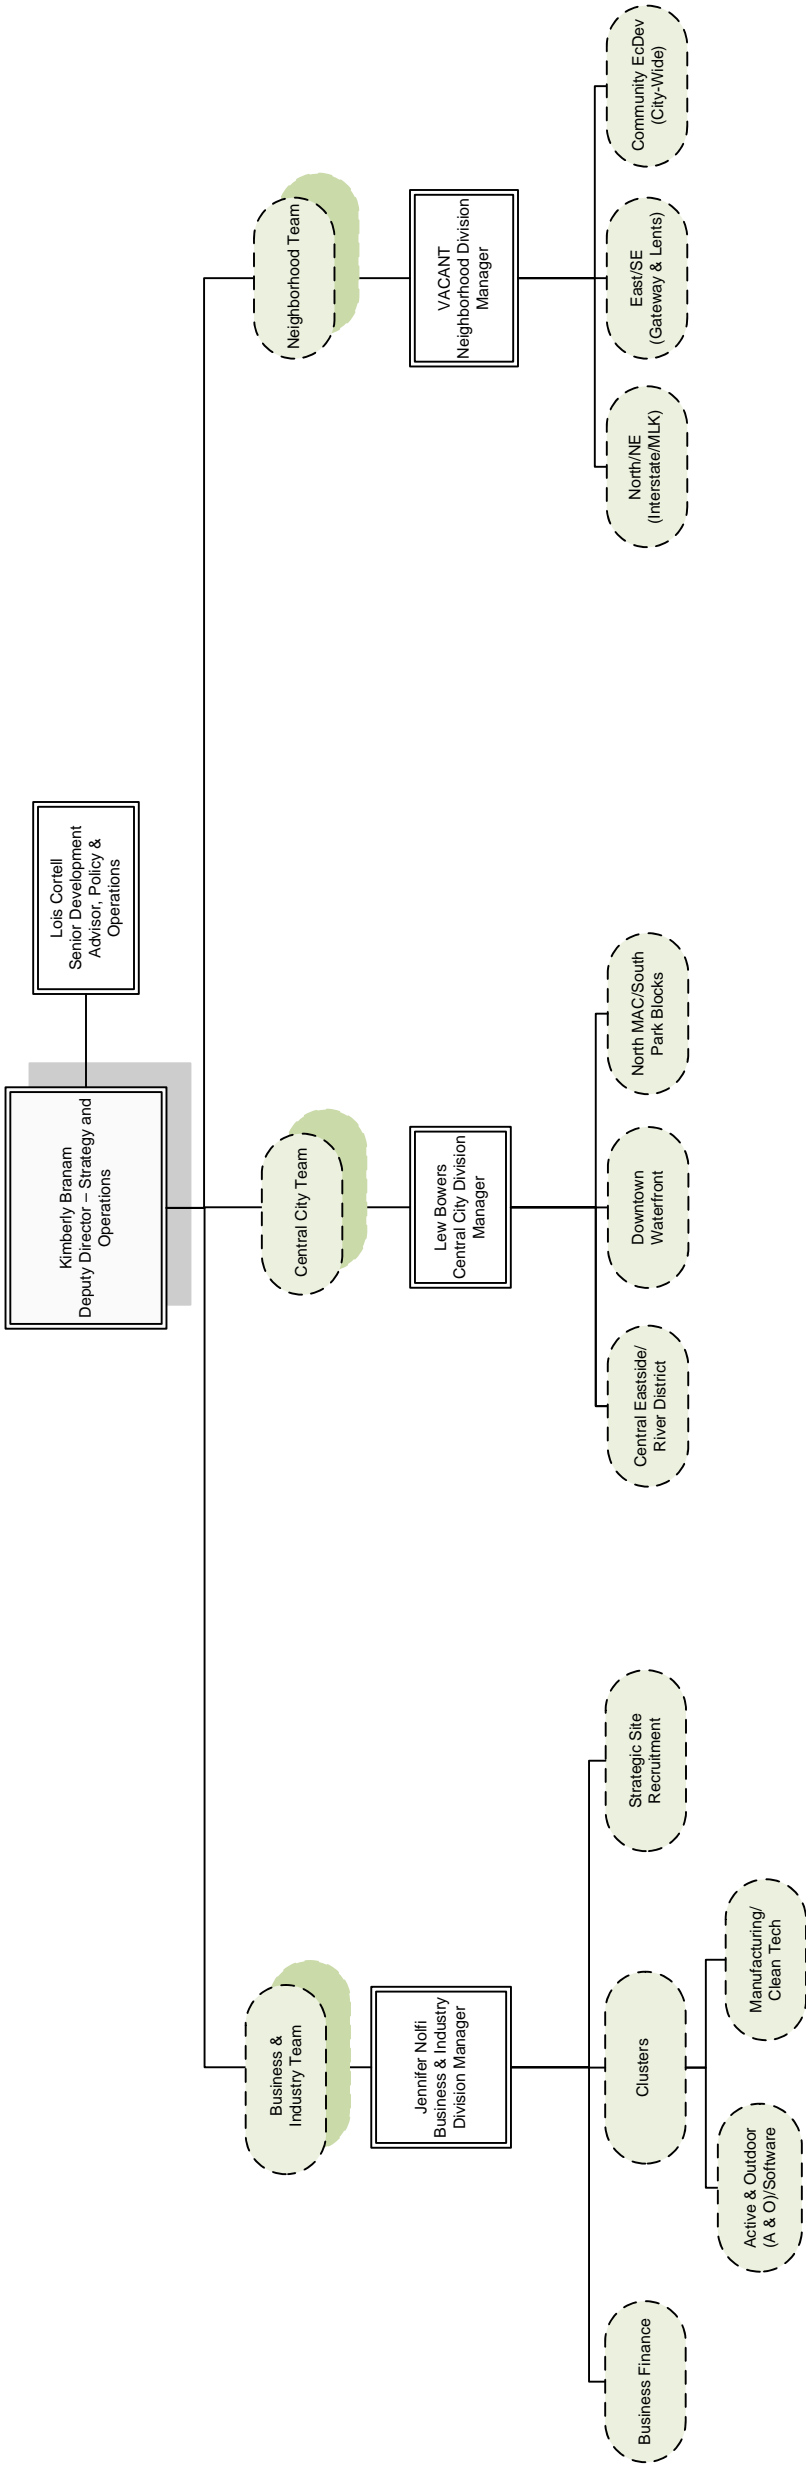 Kimberly Branam
Deputy Director – Strategy and
Operations
Lois Cortell
Senior Development
Advisor, Policy &
Operations
Business &
Industry Team
Central City Team
Neighborhood Team
Jennifer Nolfi
Business & Industry
Division Manager
Lew Bowers
Central City Division
Manager
VACANT
Neighborhood Division
Manager
Business Finance
Clusters
Strategic Site
Recruitment
Central Eastside/
River District
Downtown
Waterfront
North MAC/South
Park Blocks
North/NE
(Interstate/MLK)
East/SE
(Gateway & Lents)
Community EcDev
(City-Wide)
Active & Outdoor
(A & O)/Software
Manufacturing/
Clean Tech